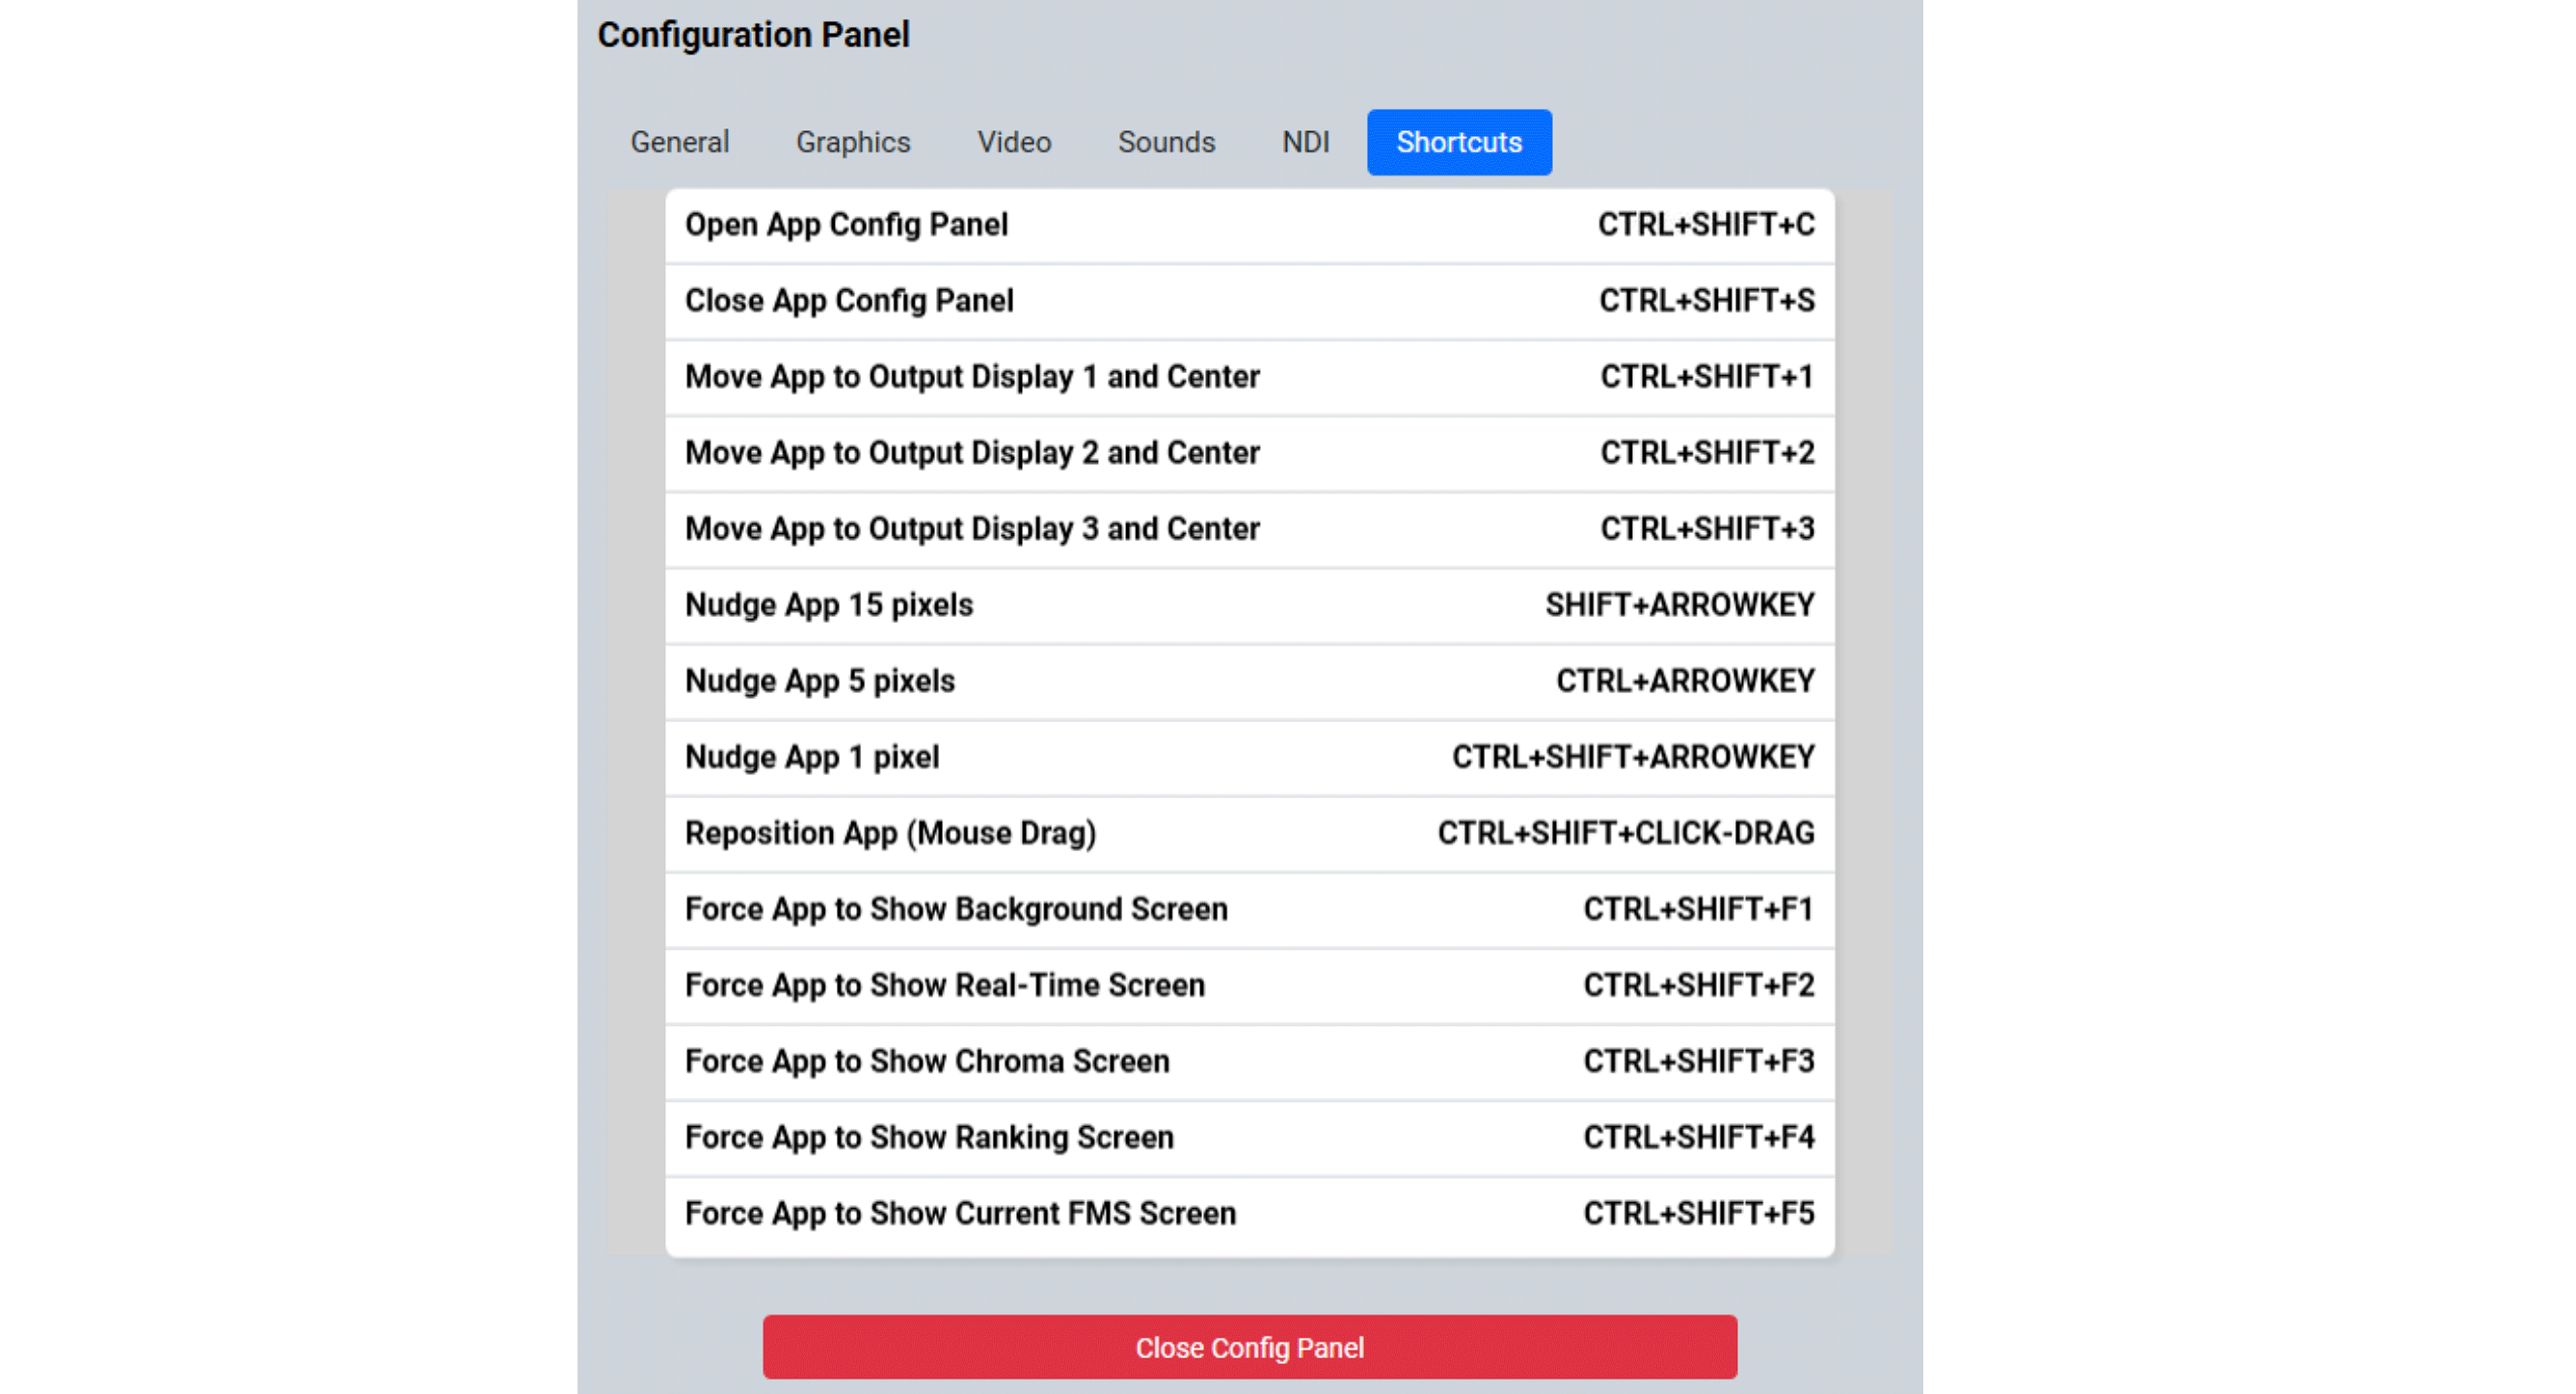 Configuration Panel
General Graphics Video Sounds NDI Shortcuts
Open App Config Panel CTRL+SHIFT+C
Close App Config Panel CTRL+SHIFT+S
Move App to Output Display 1 and Center CTRL+SHIFT+1
Move App to Output Display 2 and Center CTRL+SHIFT+2
Move App to Output Display 3 and Center CTRL+SHIFT+3
Nudge App 15 pixels SHIFT+ARROWKEY
Nudge App 5 pixels CTRL+ARROWKEY
Nudge App 1 pixel CTRL+SHIFT+ARROWKEY
Reposition App (Mouse Drag) CTRL+SHIFT+CLICK-DRAG
Force App to Show Background Screen CTRL+SHIFT+F1
Force App to Show Real-Time Screen CTRL+SHIFT+F2
Force App to Show Chroma Screen CTRL+SHIFT+F3
Force App to Show Ranking Screen CTRL+SHIFT+F4
Force App to Show Current FMS Screen CTRL+SHIFT+F5
Close Config Panel